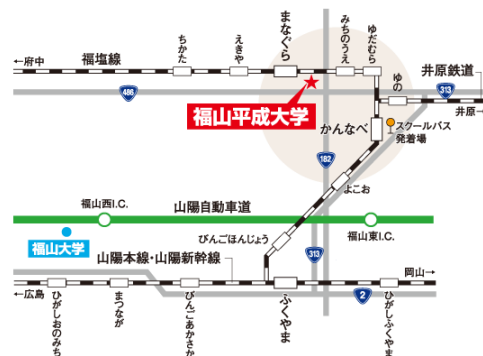 ←府中
福塩線
ちかた
えきや
まなぐら
みちのうえ
ゆだむら
ゆの
井原鉄道
井原→
486
313
福山平成大学
かんなべ
スクールバス
発着場
182
よこお
福山西I.C.
山陽自動車道
福山東I.C.
福山大学
びんごほんじょう
山陽本線・山陽新幹線
313
岡山→
←広島
ひがしおのみち
まつなが
びんごあかさか
ふくやま
2
ひがしふくやま